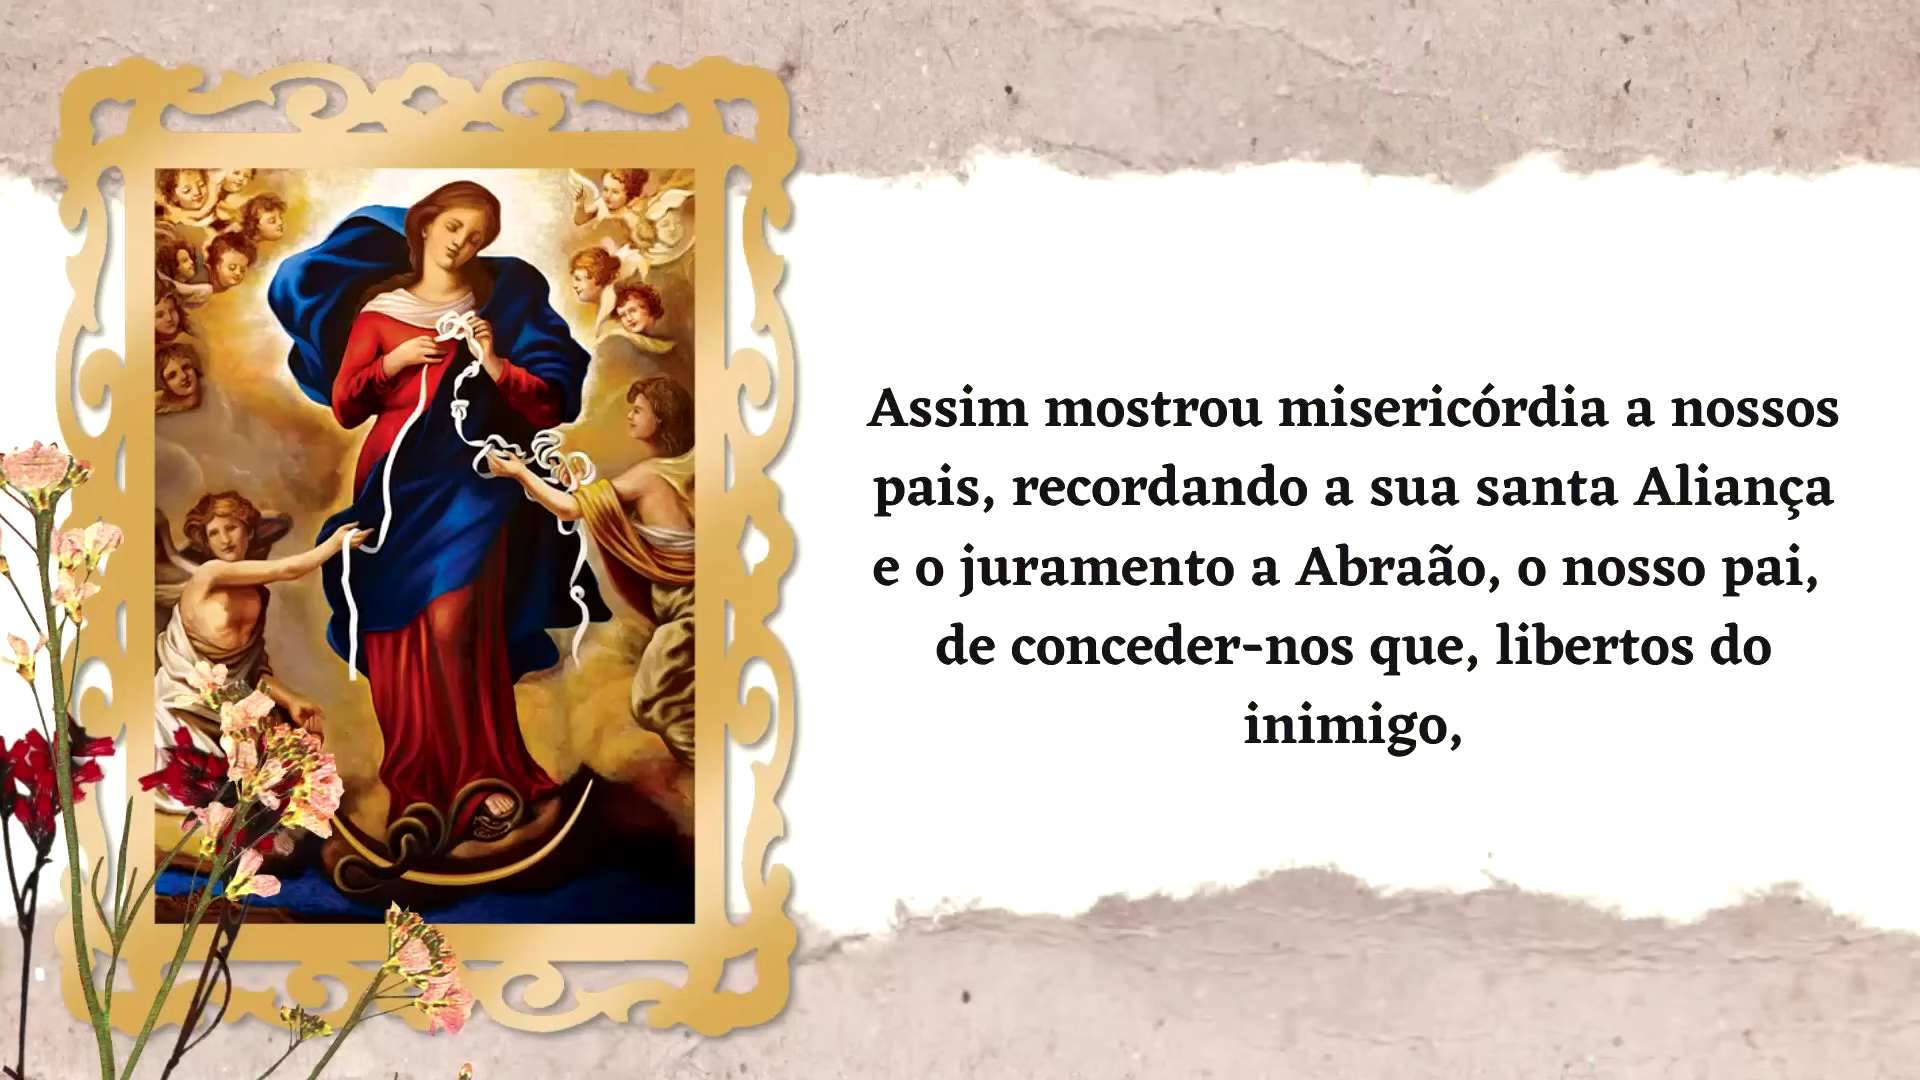 Assim mostrou misericórdia a nossos
pais, recordando a sua santa Aliança
e o juramento a Abraão, o nosso pai,
de conceder-nos que, libertos do
inimigo,